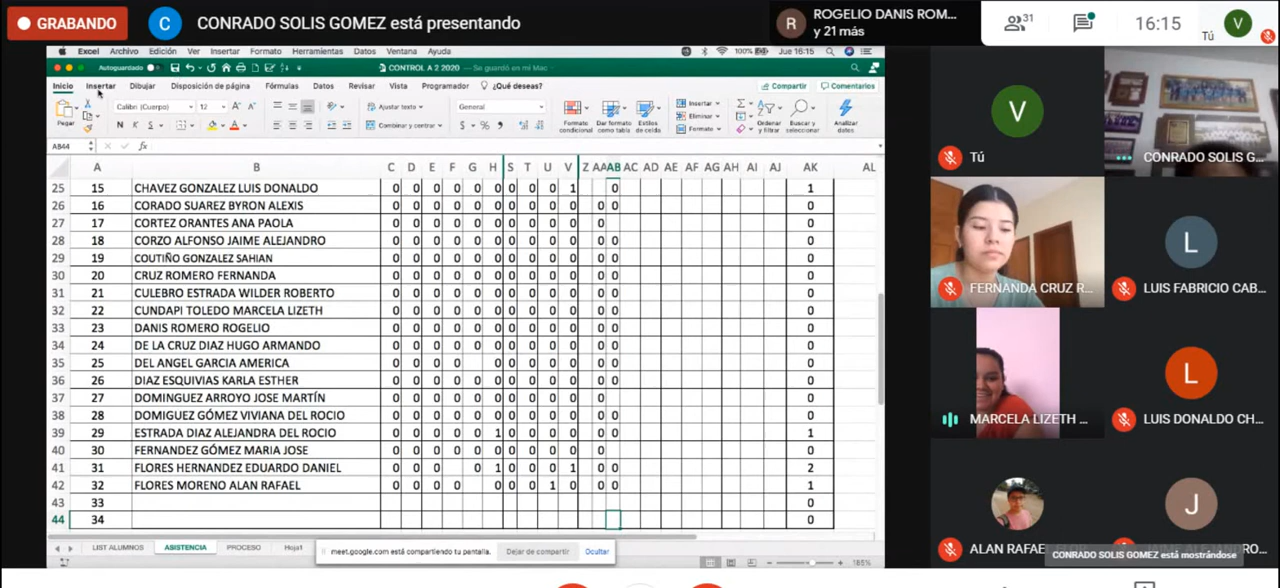 GRABANDO
C
CONRADO SOLIS GOMEZ está presentando
R
ROGELIO DANIS ROM...
y 21 más
31
16:15
Tú
V
Excel Archivo Edición Ver Insertar Formato Herramientas Datos Ventana Ayuda
100% Jue 16:15
Autoguardado
CONTROL A 2 2020 — Se guardó en mi Mac
Inicio Insertar Dibujar Disposición de página Fórmulas Datos Revisar Vista Programador ¿Qué deseas?
Compartir Comentarios
Pegar
Calibri (Cuerpo) 12
N K S
Ajustar texto
Combinar y centrar
General
Formato condicional
Dar formato como tabla
Estilos de celda
Insertar
Eliminar
Formato
Ordenar y filtrar
Buscar y seleccionar
Analizar datos
AB44 fx
A B C D E F G H S T U V Z AA AB AC AD AE AF AG AH AI AJ AK AL
25 15 CHAVEZ GONZALEZ LUIS DONALDO 0 0 0 0 0 0 0 0 0 1 0 1
26 16 CORADO SUAREZ BYRON ALEXIS 0 0 0 0 0 0 0 0 0 0 0 0 0
27 17 CORTEZ ORANTES ANA PAOLA 0 0 0 0 0 0 0 0 0 0 0 0
28 18 CORZO ALFONSO JAIME ALEJANDRO 0 0 0 0 0 0 0 0 0 0 0 0 0
29 19 COUTIÑO GONZALEZ SAHIAN 0 0 0 0 0 0 0 0 0 0 0 0 0
30 20 CRUZ ROMERO FERNANDA 0 0 0 0 0 0 0 0 0 0 0 0 0
31 21 CULEBRO ESTRADA WILDER ROBERTO 0 0 0 0 0 0 0 0 0 0 0 0 0
32 22 CUNDAPI TOLEDO MARCELA LIZETH 0 0 0 0 0 0 0 0 0 0 0 0 0
33 23 DANIS ROMERO ROGELIO 0 0 0 0 0 0 0 0 0 0 0 0 0
34 24 DE LA CRUZ DIAZ HUGO ARMANDO 0 0 0 0 0 0 0 0 0 0 0 0 0
35 25 DEL ANGEL GARCIA AMERICA 0 0 0 0 0 0 0 0 0 0 0
36 26 DIAZ ESQUIVIAS KARLA ESTHER 0 0 0 0 0 0 0 0 0 0 0 0 0
37 27 DOMINGUEZ ARROYO JOSE MARTÍN 0 0 0 0 0 0 0 0 0 0 0 0
38 28 DOMIGUEZ GÓMEZ VIVIANA DEL ROCIO 0 0 0 0 0 0 0 0 0 0 0 0 0
39 29 ESTRADA DIAZ ALEJANDRA DEL ROCIO 0 0 0 0 0 1 0 0 0 0 0 0 1
40 30 FERNANDEZ GÓMEZ MARIA JOSE 0 0 0 0 0 0 0 0 0 0 0 0
41 31 FLORES HERNANDEZ EDUARDO DANIEL 0 0 0 0 1 0 0 0 1 0 0 2
42 32 FLORES MORENO ALAN RAFAEL 0 0 0 0 0 0 0 1 0 0 0 1
43 33 0
44 34 0
LIST ALUMNOS ASISTENCIA PROCESO Hoja1
meet.google.com está compartiendo tu pantalla. Dejar de compartir Ocultar
185%
V
Tú
CONRADO SOLIS G...
FERNANDA CRUZ R...
L
LUIS FABRICIO CAB...
MARCELA LIZETH ...
L
LUIS DONALDO CH...
ALAN RAFAE
J
CONRADO SOLIS GOMEZ está mostrándose